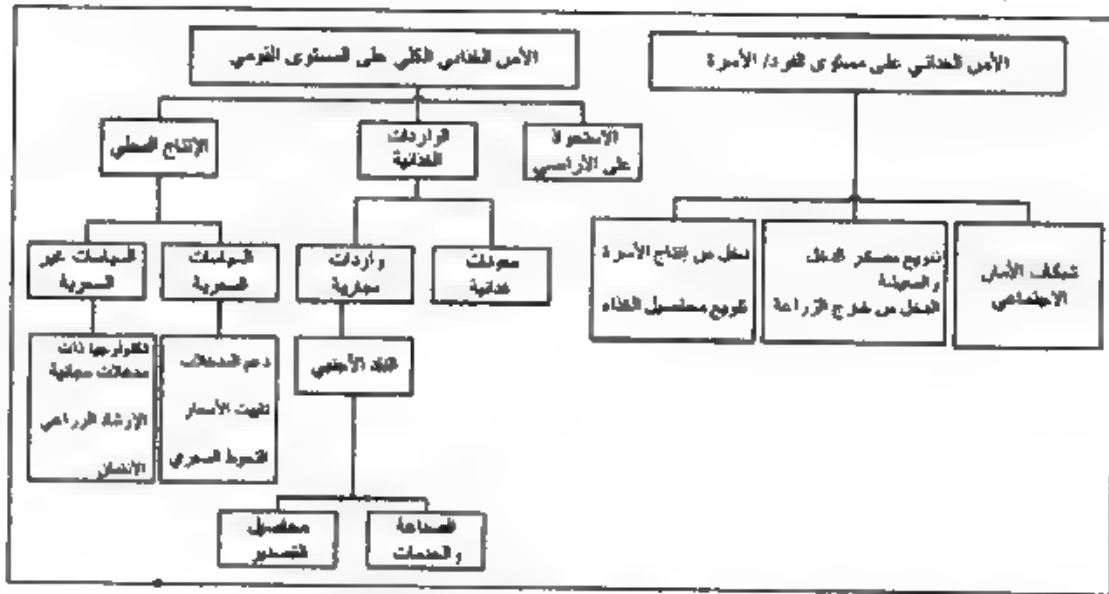 الأمن الغذائي على مستوى الفرد/ الأسرة
شبكات الأمان
الاجتماعي
تنويع مصادر الدخل
والمعيشة
الدخل من خارج الزراعة
دخل من إنتاج الأسرة
تنويع محاصيل الغذاء
الأمن الغذائي الكلي على المستوى القومي
الاستحواذ
على الأراضي
الواردات
الغذائية
الإنتاج المحلي
معونات
غذائية
واردات
تجارية
السياسات
السعرية
السياسات غير
السعرية
النقد الأجنبي
دعم المدخلات
تثبيت الأسعار
التحوط السعري
تكنولوجيا ذات
مدخلات مجانية
الإرشاد الزراعي
الائتمان
الصناعة
والخدمات
محاصيل
التصدير